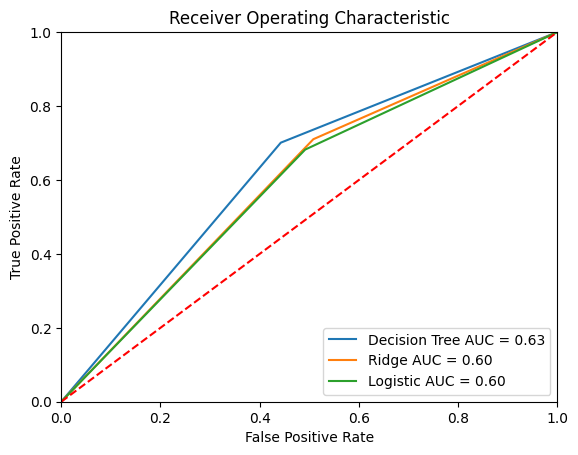 Receiver Operating Characteristic
1.0
0.8
0.6
0.4
0.2
0.0
True Positive Rate
Decision Tree AUC = 0.63
Ridge AUC = 0.60
Logistic AUC = 0.60
0.0 0.2 0.4 0.6 0.8 1.0
False Positive Rate